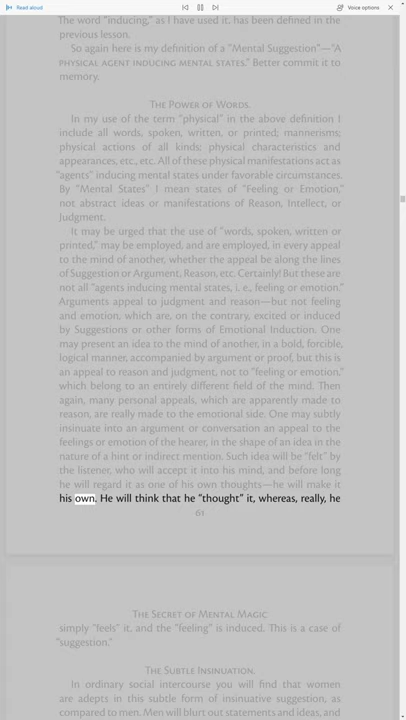 Read aloud
Voice options
The word "inducing," as I have used it, has been defined in the
previous lesson.
So again here is my definition of a "Mental Suggestion"—"A
PHYSICAL AGENT INDUCING MENTAL STATES." Better commit it to
memory.
THE POWER OF WORDS.
In my use of the term "physical" in the above definition I
include all words, spoken, written, or printed; mannerisms;
physical actions of all kinds; physical characteristics and
appearances, etc., etc. All of these physical manifestations act as
"agents" inducing mental states under favorable circumstances.
By "Mental States" I mean states of "Feeling or Emotion,"
not abstract ideas or manifestations of Reason, Intellect, or
Judgment.
It may be urged that the use of "words, spoken, written or
printed," may be employed, and are employed, in every appeal
to the mind of another, whether the appeal be along the lines
of Suggestion or Argument, Reason, etc. Certainly! But these are
not all "agents inducing mental states, i. e., feeling or emotion."
Arguments appeal to judgment and reason—but not feeling
and emotion, which are, on the contrary, excited or induced
by Suggestions or other forms of Emotional Induction. One
may present an idea to the mind of another, in a bold, forcible,
logical manner, accompanied by argument or proof, but this is
an appeal to reason and judgment, not to "feeling or emotion,"
which belong to an entirely different field of the mind. Then
again, many personal appeals, which are apparently made to
reason, are really made to the emotional side. One may subtly
insinuate into an argument or conversation an appeal to the
feelings or emotion of the hearer, in the shape of an idea in the
nature of a hint or indirect mention. Such idea will be "felt" by
the listener, who will accept it into his mind, and before long
he will regard it as one of his own thoughts—he will make it
his own. He will think that he "thought" it, whereas, really, he
61
THE SECRET OF MENTAL MAGIC
simply "feels" it, and the "feeling" is induced. This is a case of
"suggestion."
THE SUBTLE INSINUATION.
In ordinary social intercourse you will find that women
are adepts in this subtle form of insinuative suggestion, as
compared to men. Men will blurt out statements and ideas, and